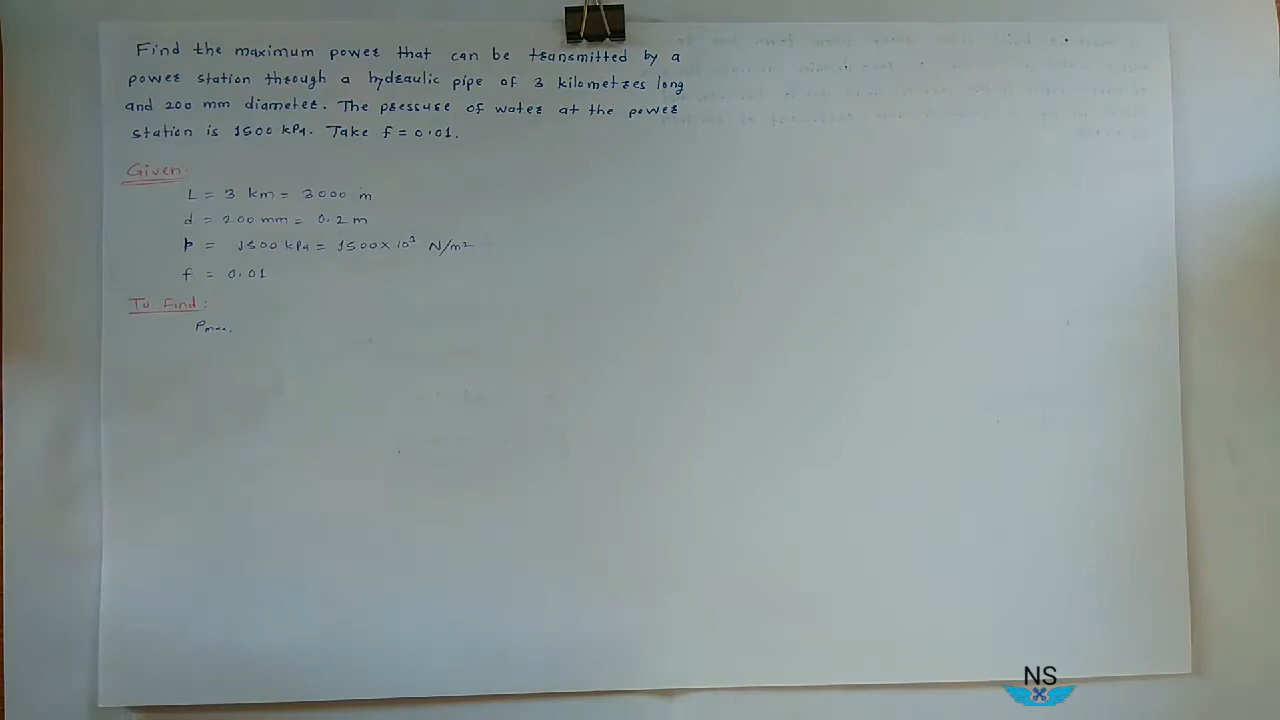 Find the maximum power that can be transmitted by a
power station through a hydraulic pipe of 3 kilometres long
and 200 mm diameter. The pressure of water at the power
station is 1500 kPa. Take f = 0.01.
Given:
L = 3 km = 3000 m
d = 200 mm = 0.2 m
p = 1500 kPa = 1500 × 10³ N/m²
f = 0.01
To Find:
Pmax.
NS